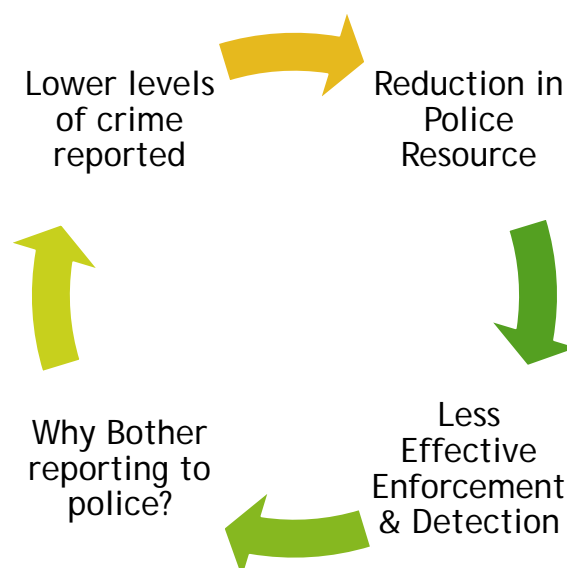 Lower levels
of crime
reported
Reduction in
Police
Resource
Less
Effective
Enforcement
& Detection
Why Bother
reporting to
police?